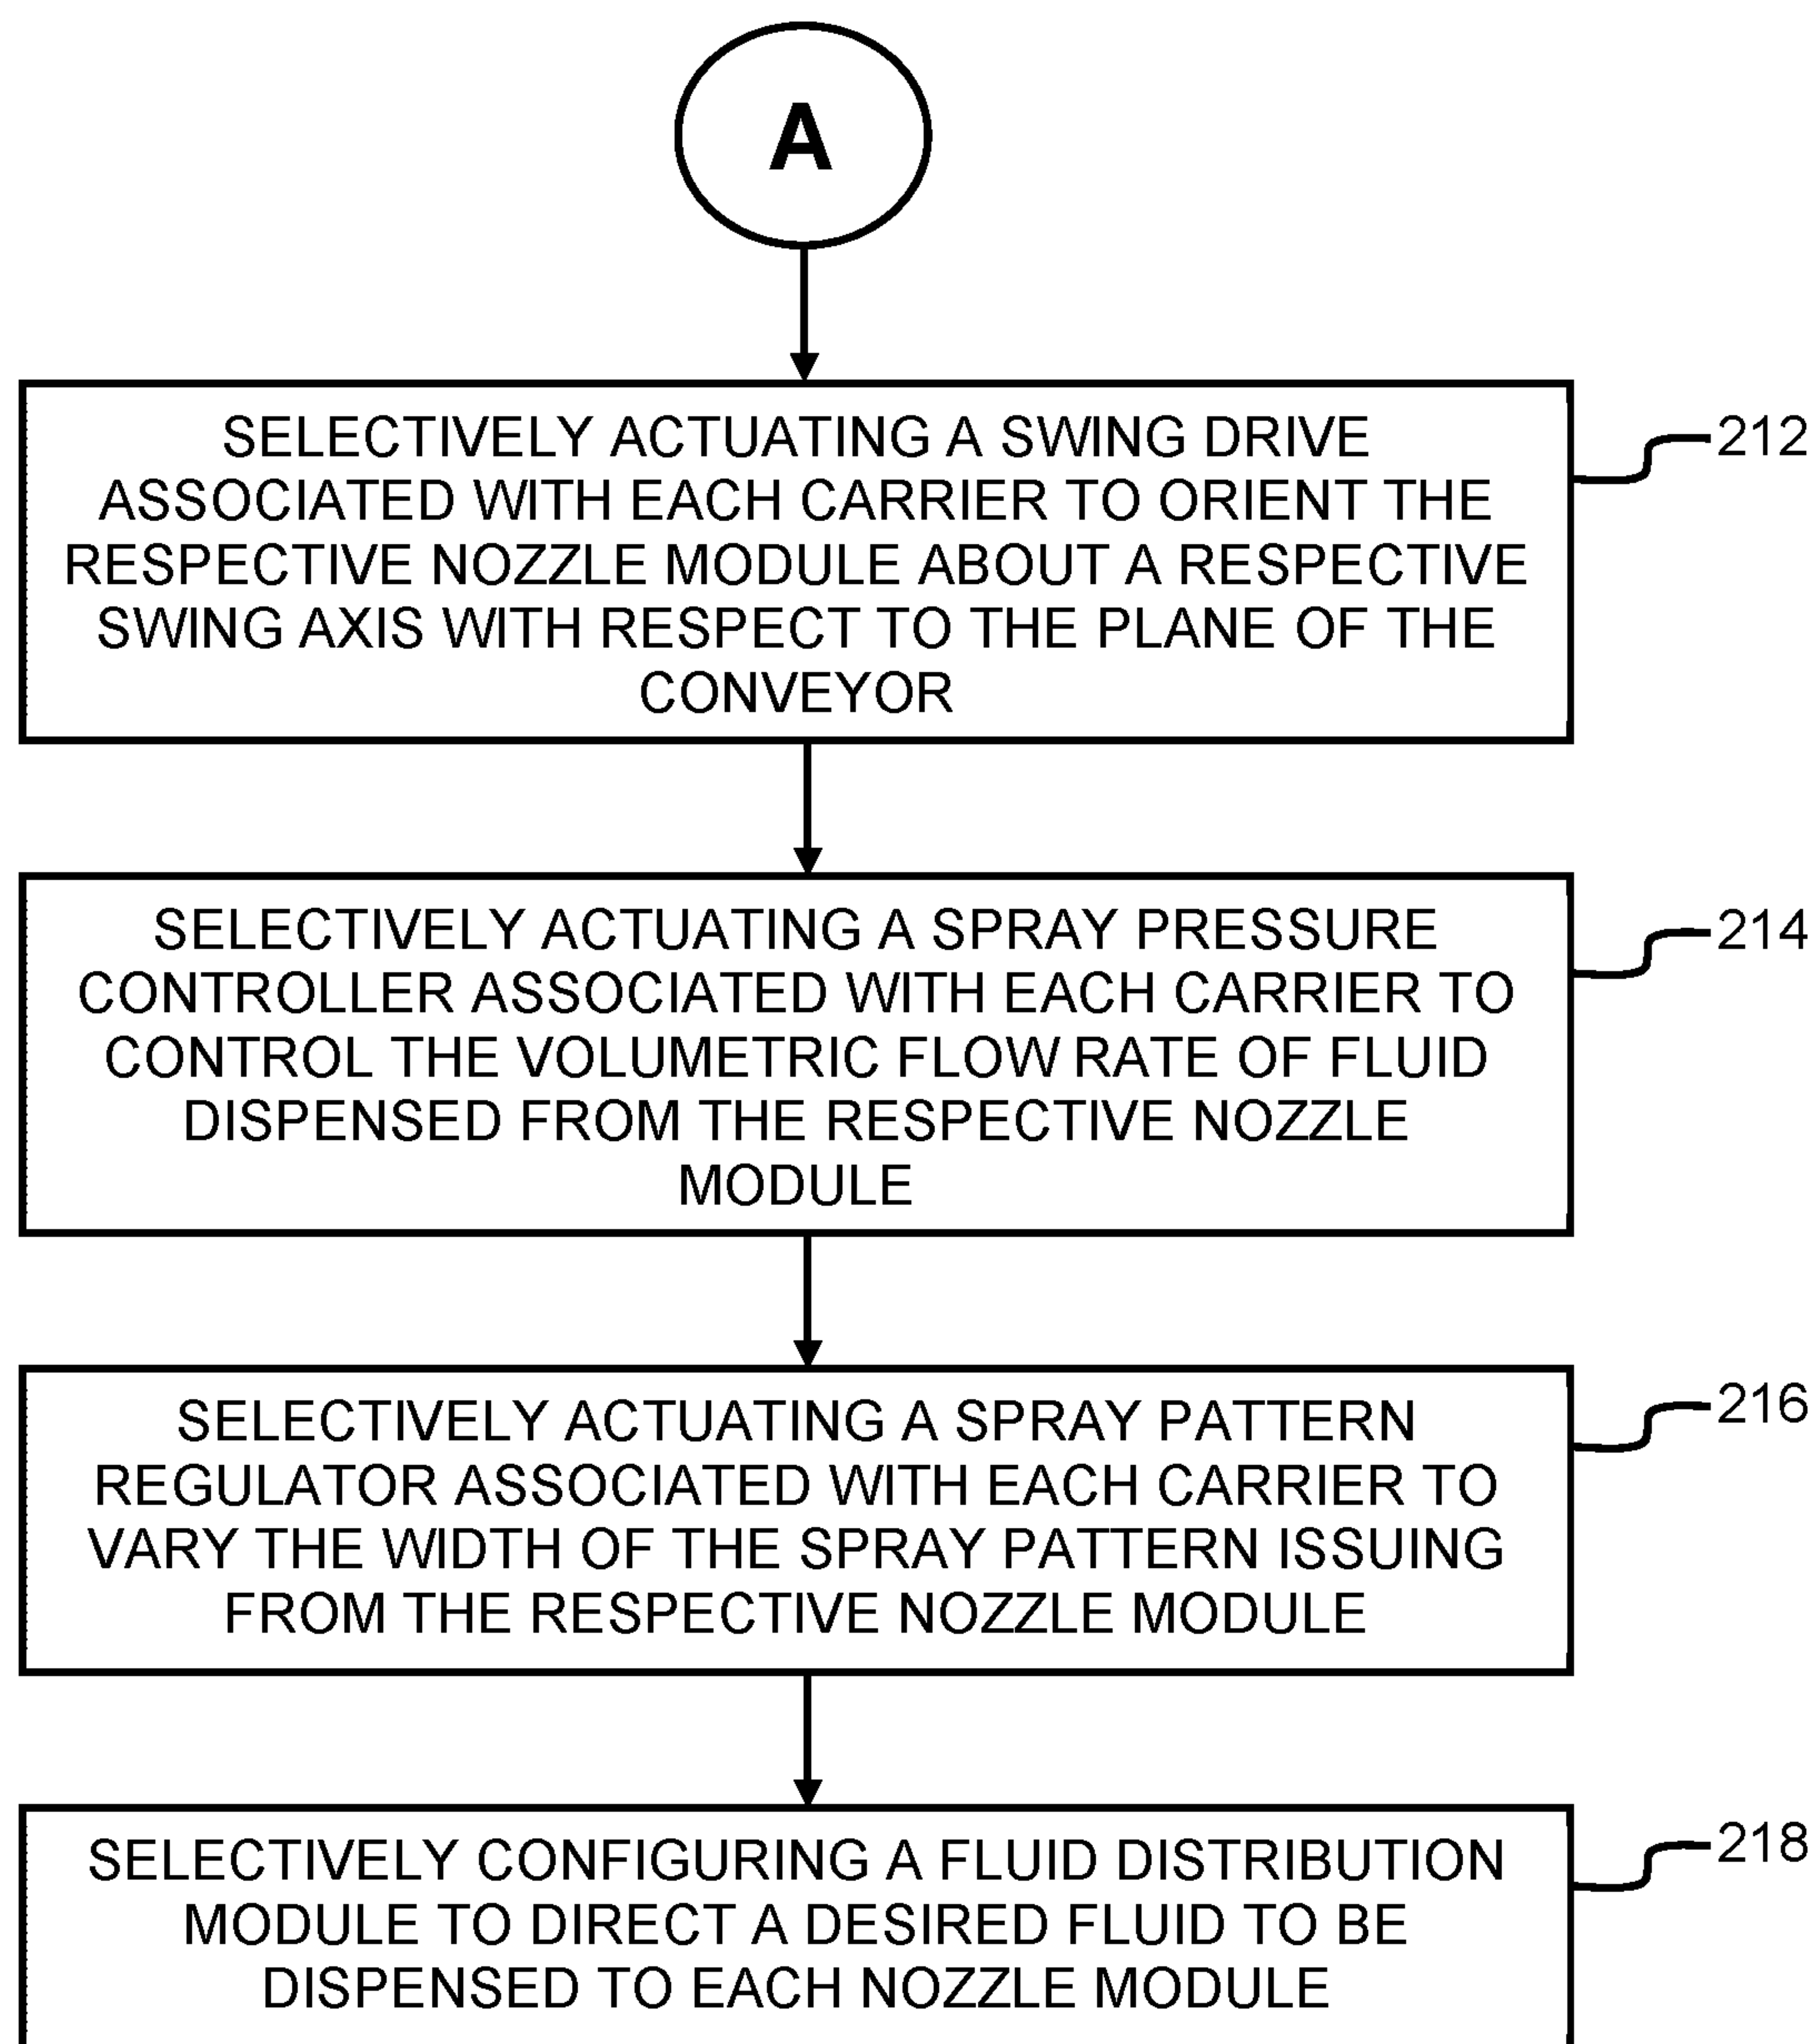 A
SELECTIVELY ACTUATING A SWING DRIVE
ASSOCIATED WITH EACH CARRIER TO ORIENT THE
RESPECTIVE NOZZLE MODULE ABOUT A RESPECTIVE
SWING AXIS WITH RESPECT TO THE PLANE OF THE
CONVEYOR
212
SELECTIVELY ACTUATING A SPRAY PRESSURE
CONTROLLER ASSOCIATED WITH EACH CARRIER TO
CONTROL THE VOLUMETRIC FLOW RATE OF FLUID
DISPENSED FROM THE RESPECTIVE NOZZLE
MODULE
214
SELECTIVELY ACTUATING A SPRAY PATTERN
REGULATOR ASSOCIATED WITH EACH CARRIER TO
VARY THE WIDTH OF THE SPRAY PATTERN ISSUING
FROM THE RESPECTIVE NOZZLE MODULE
216
SELECTIVELY CONFIGURING A FLUID DISTRIBUTION
MODULE TO DIRECT A DESIRED FLUID TO BE
DISPENSED TO EACH NOZZLE MODULE
218